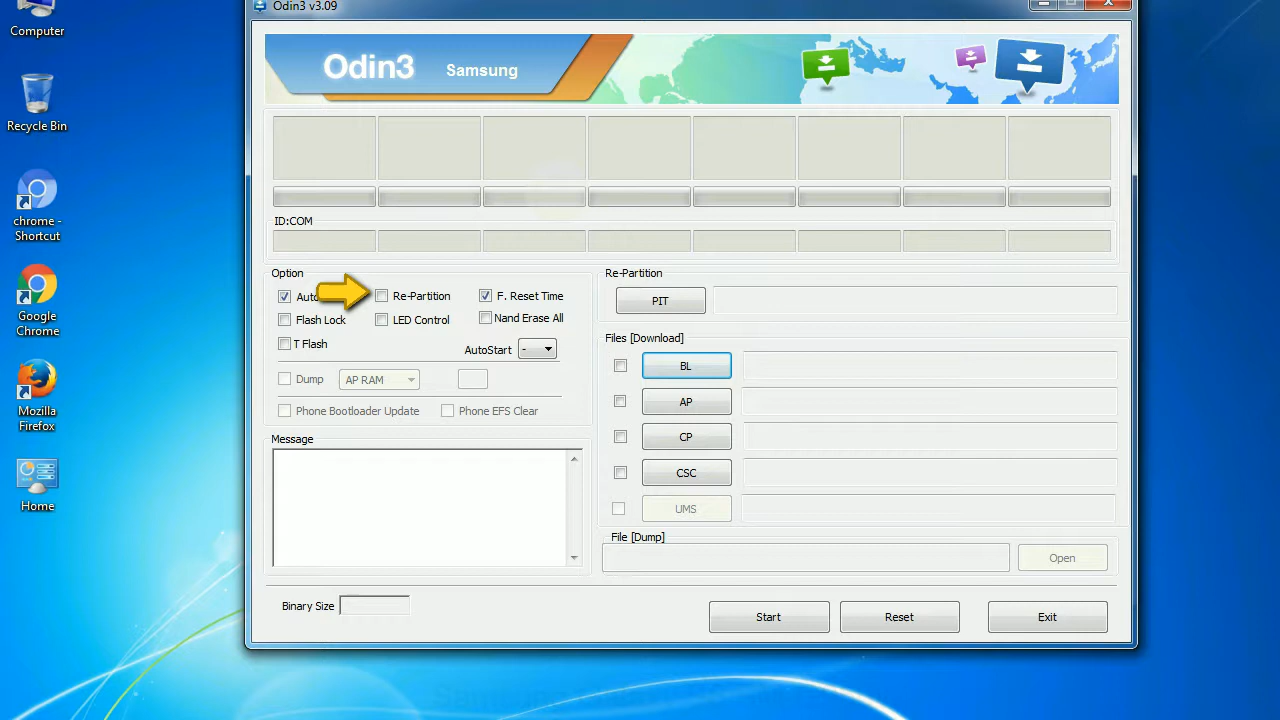 Odin3 v3.09
Computer
Recycle Bin
chrome -
Shortcut
Google
Chrome
Mozilla
Firefox
Home
Odin3 Samsung
ID:COM
Option
Re-Partition F. Reset Time
Flash Lock LED Control Nand Erase All
T Flash AutoStart -
Dump AP RAM
Phone Bootloader Update Phone EFS Clear
Message
Re-Partition
PIT
Files [Download]
BL
AP
CP
CSC
UMS
File [Dump]
Open
Binary Size
Start Reset Exit